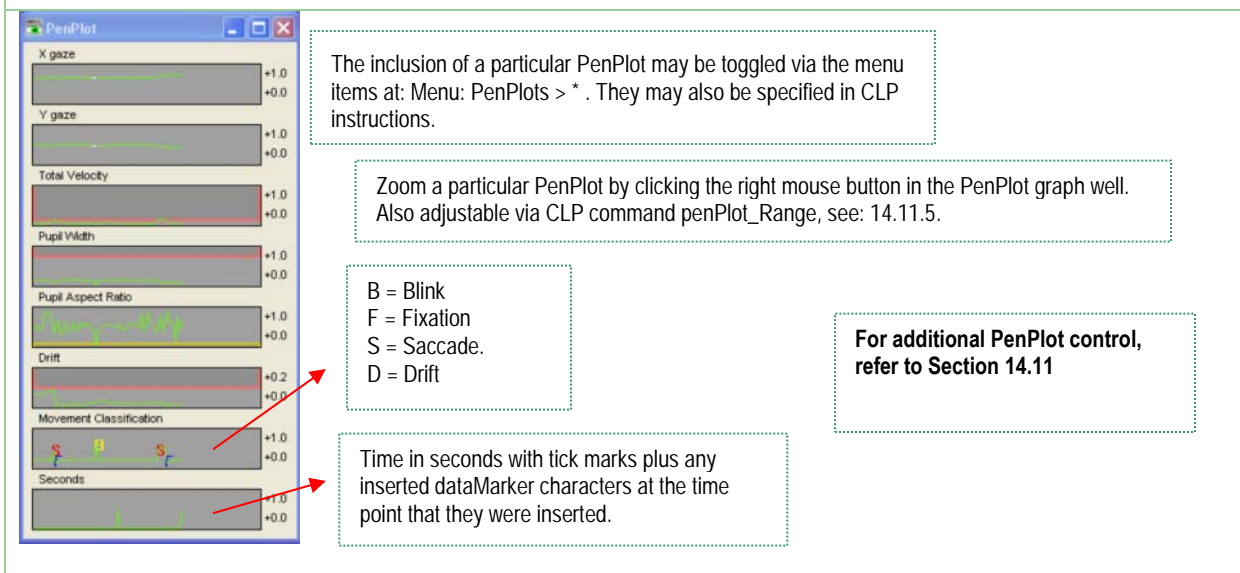 PenPlot
X gaze
+1.0
+0.0
Y gaze
+1.0
+0.0
Total Velocity
+1.0
+0.0
Pupil Width
+1.0
+0.0
Pupil Aspect Ratio
+1.0
+0.0
Drift
+0.2
+0.0
Movement Classification
S
F
B
S
F
+1.0
+0.0
Seconds
+1.0
+0.0
The inclusion of a particular PenPlot may be toggled via the menu
items at: Menu: PenPlots > * . They may also be specified in CLP
instructions.
Zoom a particular PenPlot by clicking the right mouse button in the PenPlot graph well.
Also adjustable via CLP command penPlot_Range, see: 14.11.5.
B = Blink
F = Fixation
S = Saccade.
D = Drift
For additional PenPlot control,
refer to Section 14.11
Time in seconds with tick marks plus any
inserted dataMarker characters at the time
point that they were inserted.